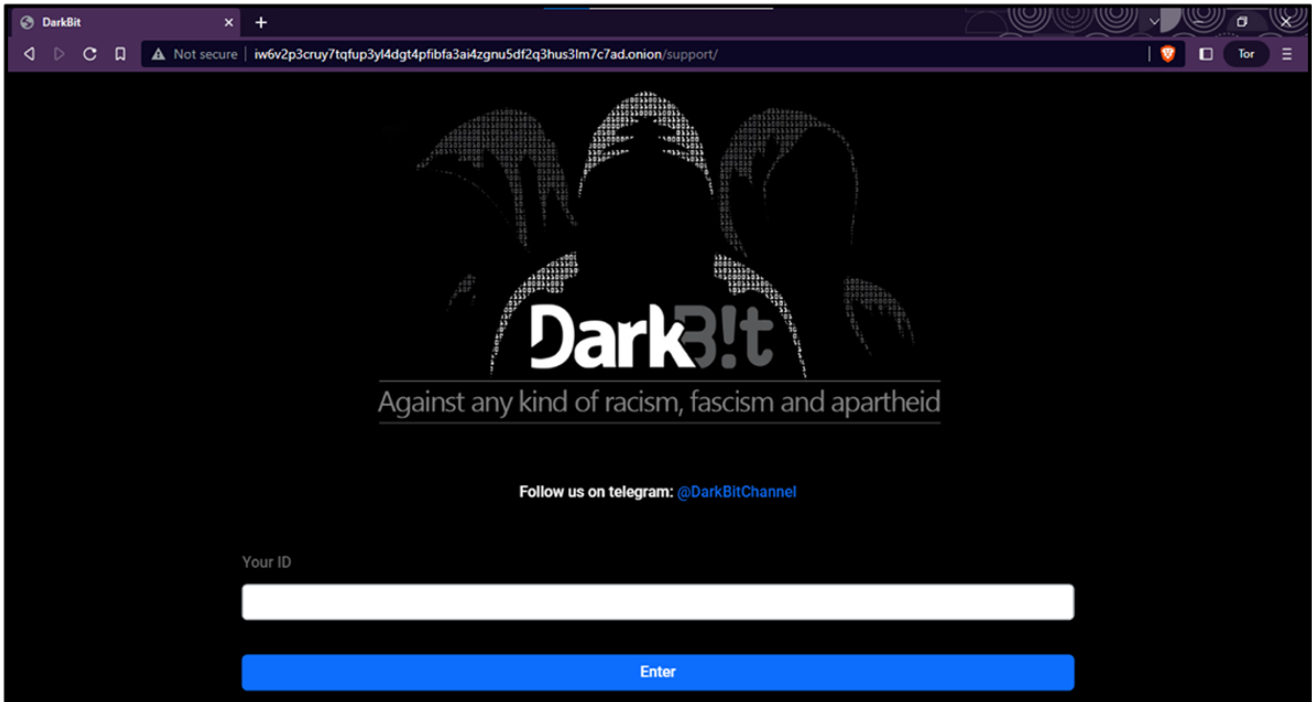 DarkBit
Not secure
iw6v2p3cruy7tqfup3yl4dgt4pfibfa3ai4zgnu5df2q3hus3lm7c7ad.onion/support/
Tor
DarkB!t
Against any kind of racism, fascism and apartheid
Follow us on telegram: @DarkBitChannel
Your ID
Enter